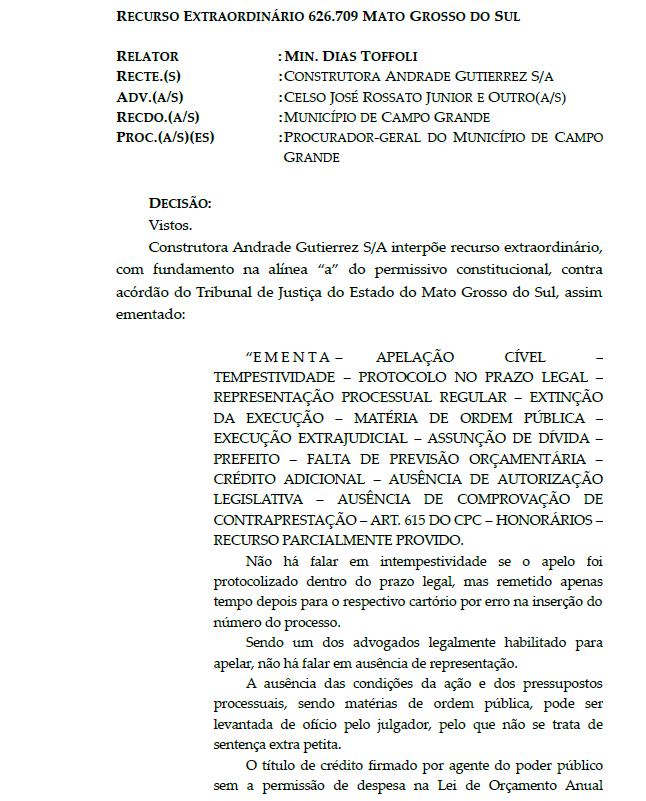 RECURSO EXTRAORDINÁRIO 626.709 MATO GROSSO DO SUL
RELATOR : MIN. DIAS TOFFOLI
RECTE.(S) : CONSTRUTORA ANDRADE GUTIERREZ S/A
ADV.(A/S) : CELSO JOSÉ ROSSATO JUNIOR E OUTRO(A/S)
RECDO.(A/S) : MUNICÍPIO DE CAMPO GRANDE
PROC.(A/S)(ES) : PROCURADOR-GERAL DO MUNICÍPIO DE CAMPO
GRANDE
DECISÃO:
Vistos.
Construtora Andrade Gutierrez S/A interpõe recurso extraordinário,
com fundamento na alínea “a” do permissivo constitucional, contra
acórdão do Tribunal de Justiça do Estado do Mato Grosso do Sul, assim
ementado:
“E M E N T A – APELAÇÃO CÍVEL –
TEMPESTIVIDADE – PROTOCOLO NO PRAZO LEGAL –
REPRESENTAÇÃO PROCESSUAL REGULAR – EXTINÇÃO
DA EXECUÇÃO – MATÉRIA DE ORDEM PÚBLICA –
EXECUÇÃO EXTRAJUDICIAL – ASSUNÇÃO DE DÍVIDA –
PREFEITO – FALTA DE PREVISÃO ORÇAMENTÁRIA –
CRÉDITO ADICIONAL – AUSÊNCIA DE AUTORIZAÇÃO
LEGISLATIVA – AUSÊNCIA DE COMPROVAÇÃO DE
CONTRAPRESTAÇÃO – ART. 615 DO CPC – HONORÁRIOS –
RECURSO PARCIALMENTE PROVIDO.
Não há falar em intempestividade se o apelo foi
protocolizado dentro do prazo legal, mas remetido apenas
tempo depois para o respectivo cartório por erro na inserção do
número do processo.
Sendo um dos advogados legalmente habilitado para
apelar, não há falar em ausência de representação.
A ausência das condições da ação e dos pressupostos
processuais, sendo matérias de ordem pública, pode ser
levantada de ofício pelo julgador, pelo que não se trata de
sentença extra petita.
O título de crédito firmado por agente do poder público
sem a permissão de despesa na Lei de Orçamento Anual